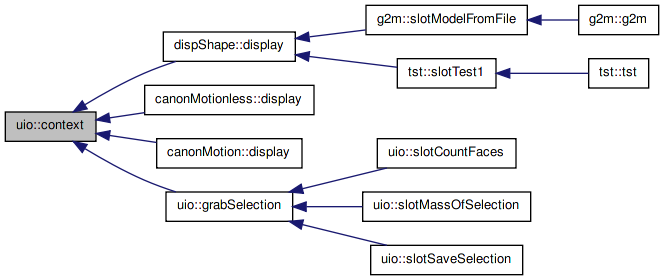 g2m::slotModelFromFile
g2m::g2m
dispShape::display
tst::slotTest1
tst::tst
canonMotionless::display
uio::context
canonMotion::display
uio::slotCountFaces
uio::grabSelection
uio::slotMassOfSelection
uio::slotSaveSelection